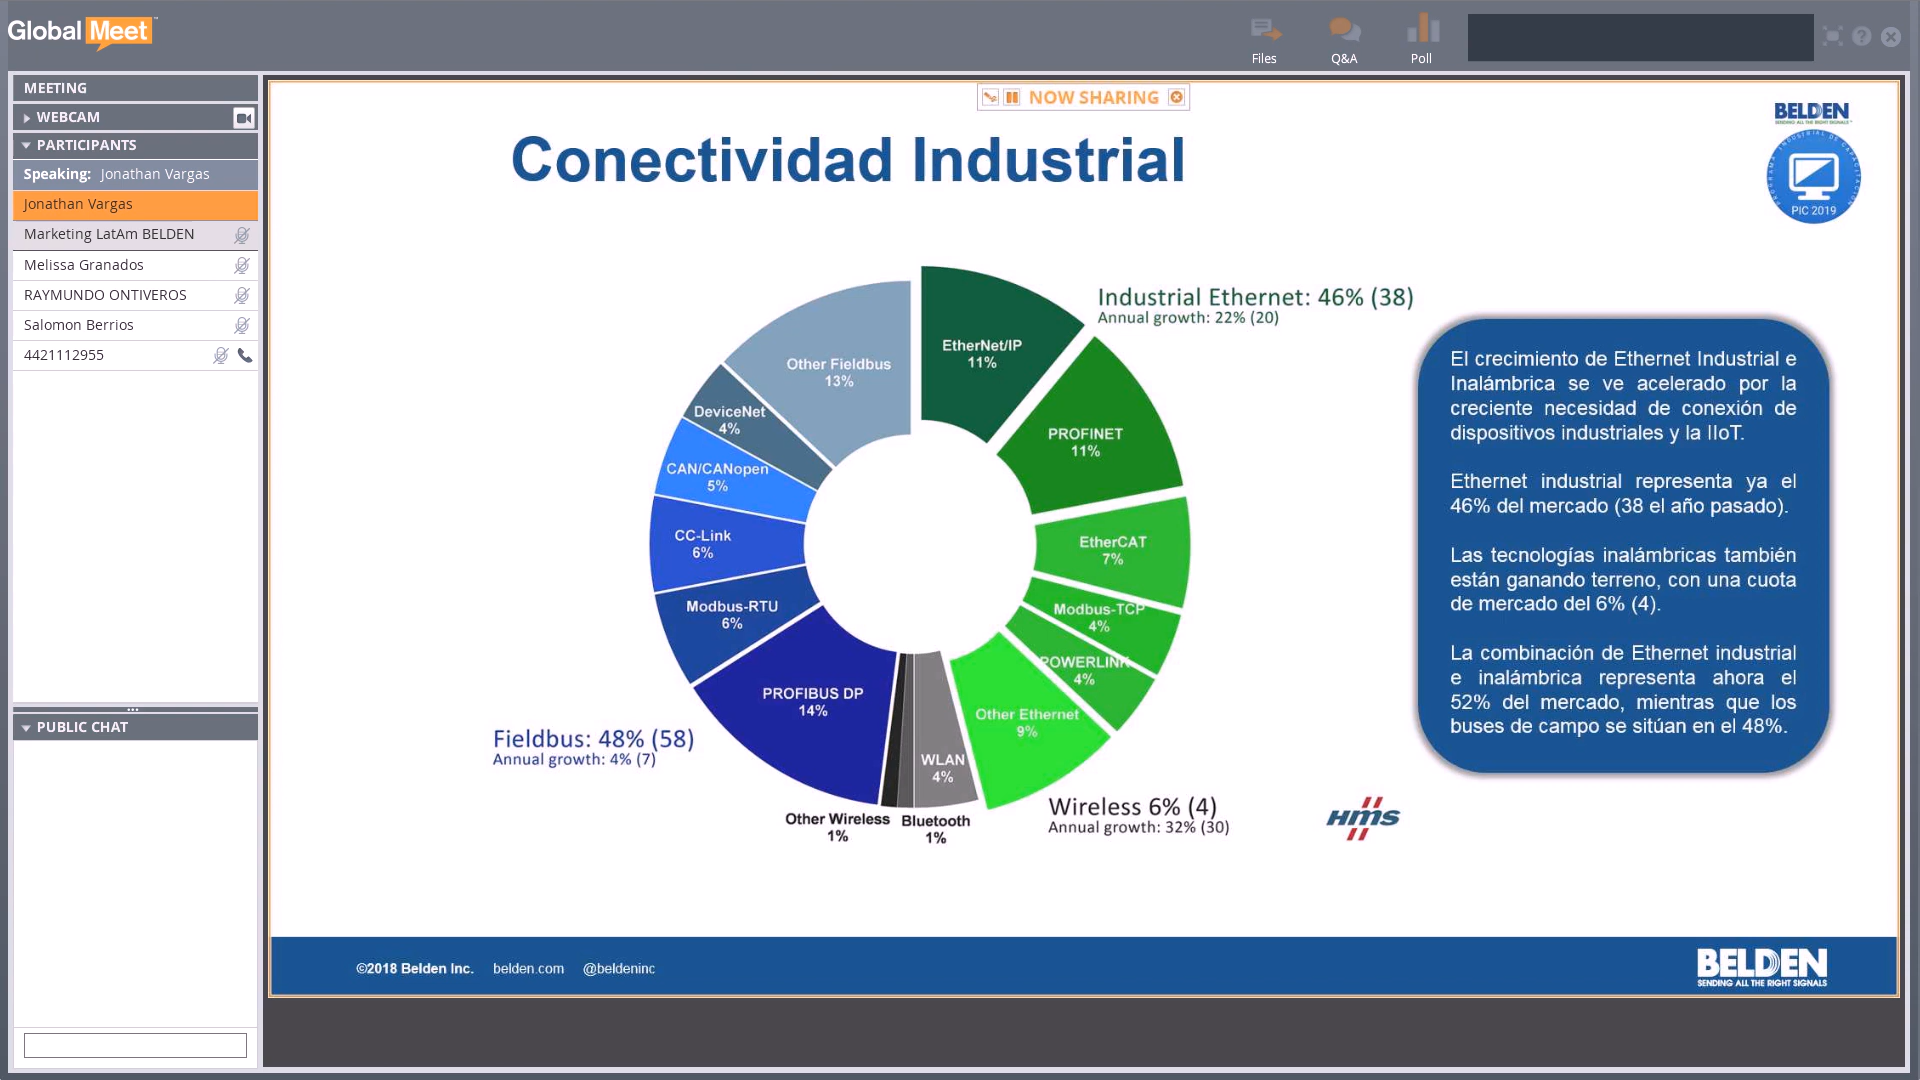 Global Meet
Files
Q&A
Poll
MEETING
WEBCAM
PARTICIPANTS
Speaking: Jonathan Vargas
Jonathan Vargas
Marketing LatAm BELDEN
Melissa Granados
RAYMUNDO ONTIVEROS
Salomon Berrios
4421112955
PUBLIC CHAT
NOW SHARING
BELDEN
SENDING ALL THE RIGHT SIGNALS
PROGRAMA INDUSTRIAL DE CAPACITACIÓN
PIC 2019
Conectividad Industrial
Industrial Ethernet: 46% (38)
Annual growth: 22% (20)
EtherNet/IP
11%
PROFINET
11%
EtherCAT
7%
Modbus-TCP
4%
POWERLINK
4%
Other Ethernet
9%
Wireless 6% (4)
Annual growth: 32% (30)
WLAN
4%
Bluetooth
1%
Other Wireless
1%
Fieldbus: 48% (58)
Annual growth: 4% (7)
PROFIBUS DP
14%
Modbus-RTU
6%
CC-Link
6%
CAN/CANopen
5%
DeviceNet
4%
Other Fieldbus
13%
El crecimiento de Ethernet Industrial e
Inalámbrica se ve acelerado por la
creciente necesidad de conexión de
dispositivos industriales y la IIoT.
Ethernet industrial representa ya el
46% del mercado (38 el año pasado).
Las tecnologías inalámbricas también
están ganando terreno, con una cuota
de mercado del 6% (4).
La combinación de Ethernet industrial
e inalámbrica representa ahora el
52% del mercado, mientras que los
buses de campo se sitúan en el 48%.
HMS
©2018 Belden Inc. belden.com @beldeninc
BELDEN
SENDING ALL THE RIGHT SIGNALS